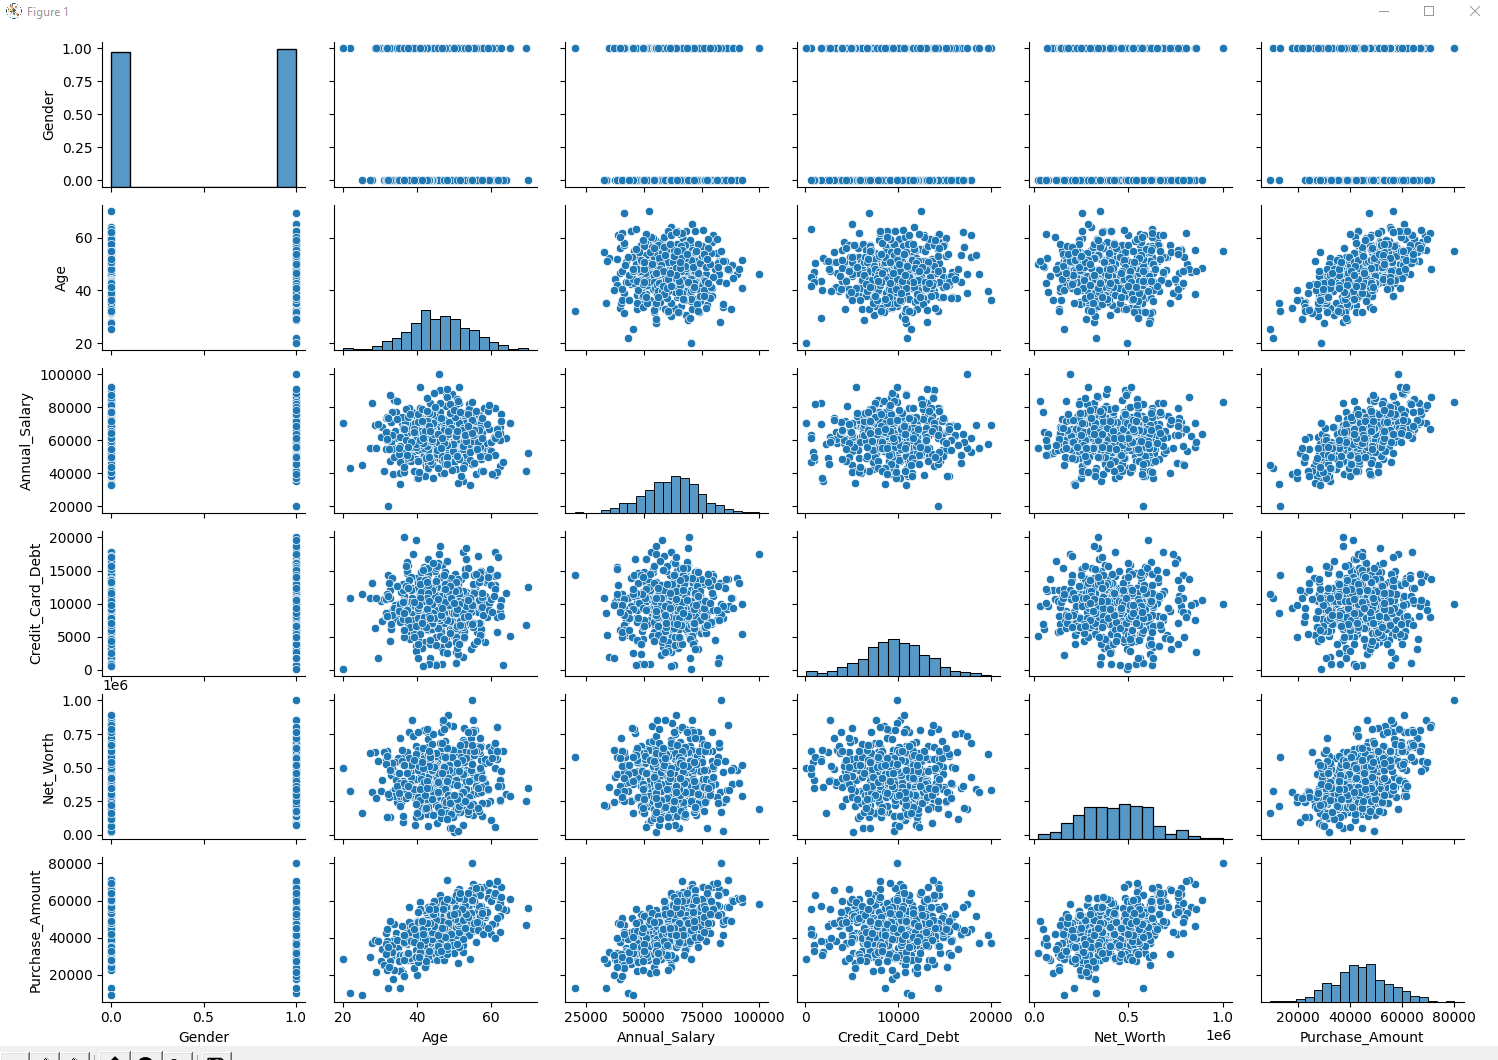 Figure 1
1.00
0.75
0.50
0.25
0.00
Gender
60
40
20
Age
100000
80000
60000
40000
20000
Annual_Salary
20000
15000
10000
5000
0
Credit_Card_Debt
1e6
1.00
0.75
0.50
0.25
0.00
Net_Worth
80000
60000
40000
20000
Purchase_Amount
0.0 0.5 1.0 20 40 60 25000 50000 75000 100000 0 10000 20000 0.0 0.5 1.0 20000 40000 60000 80000
1e6
Gender Age Annual_Salary Credit_Card_Debt Net_Worth Purchase_Amount